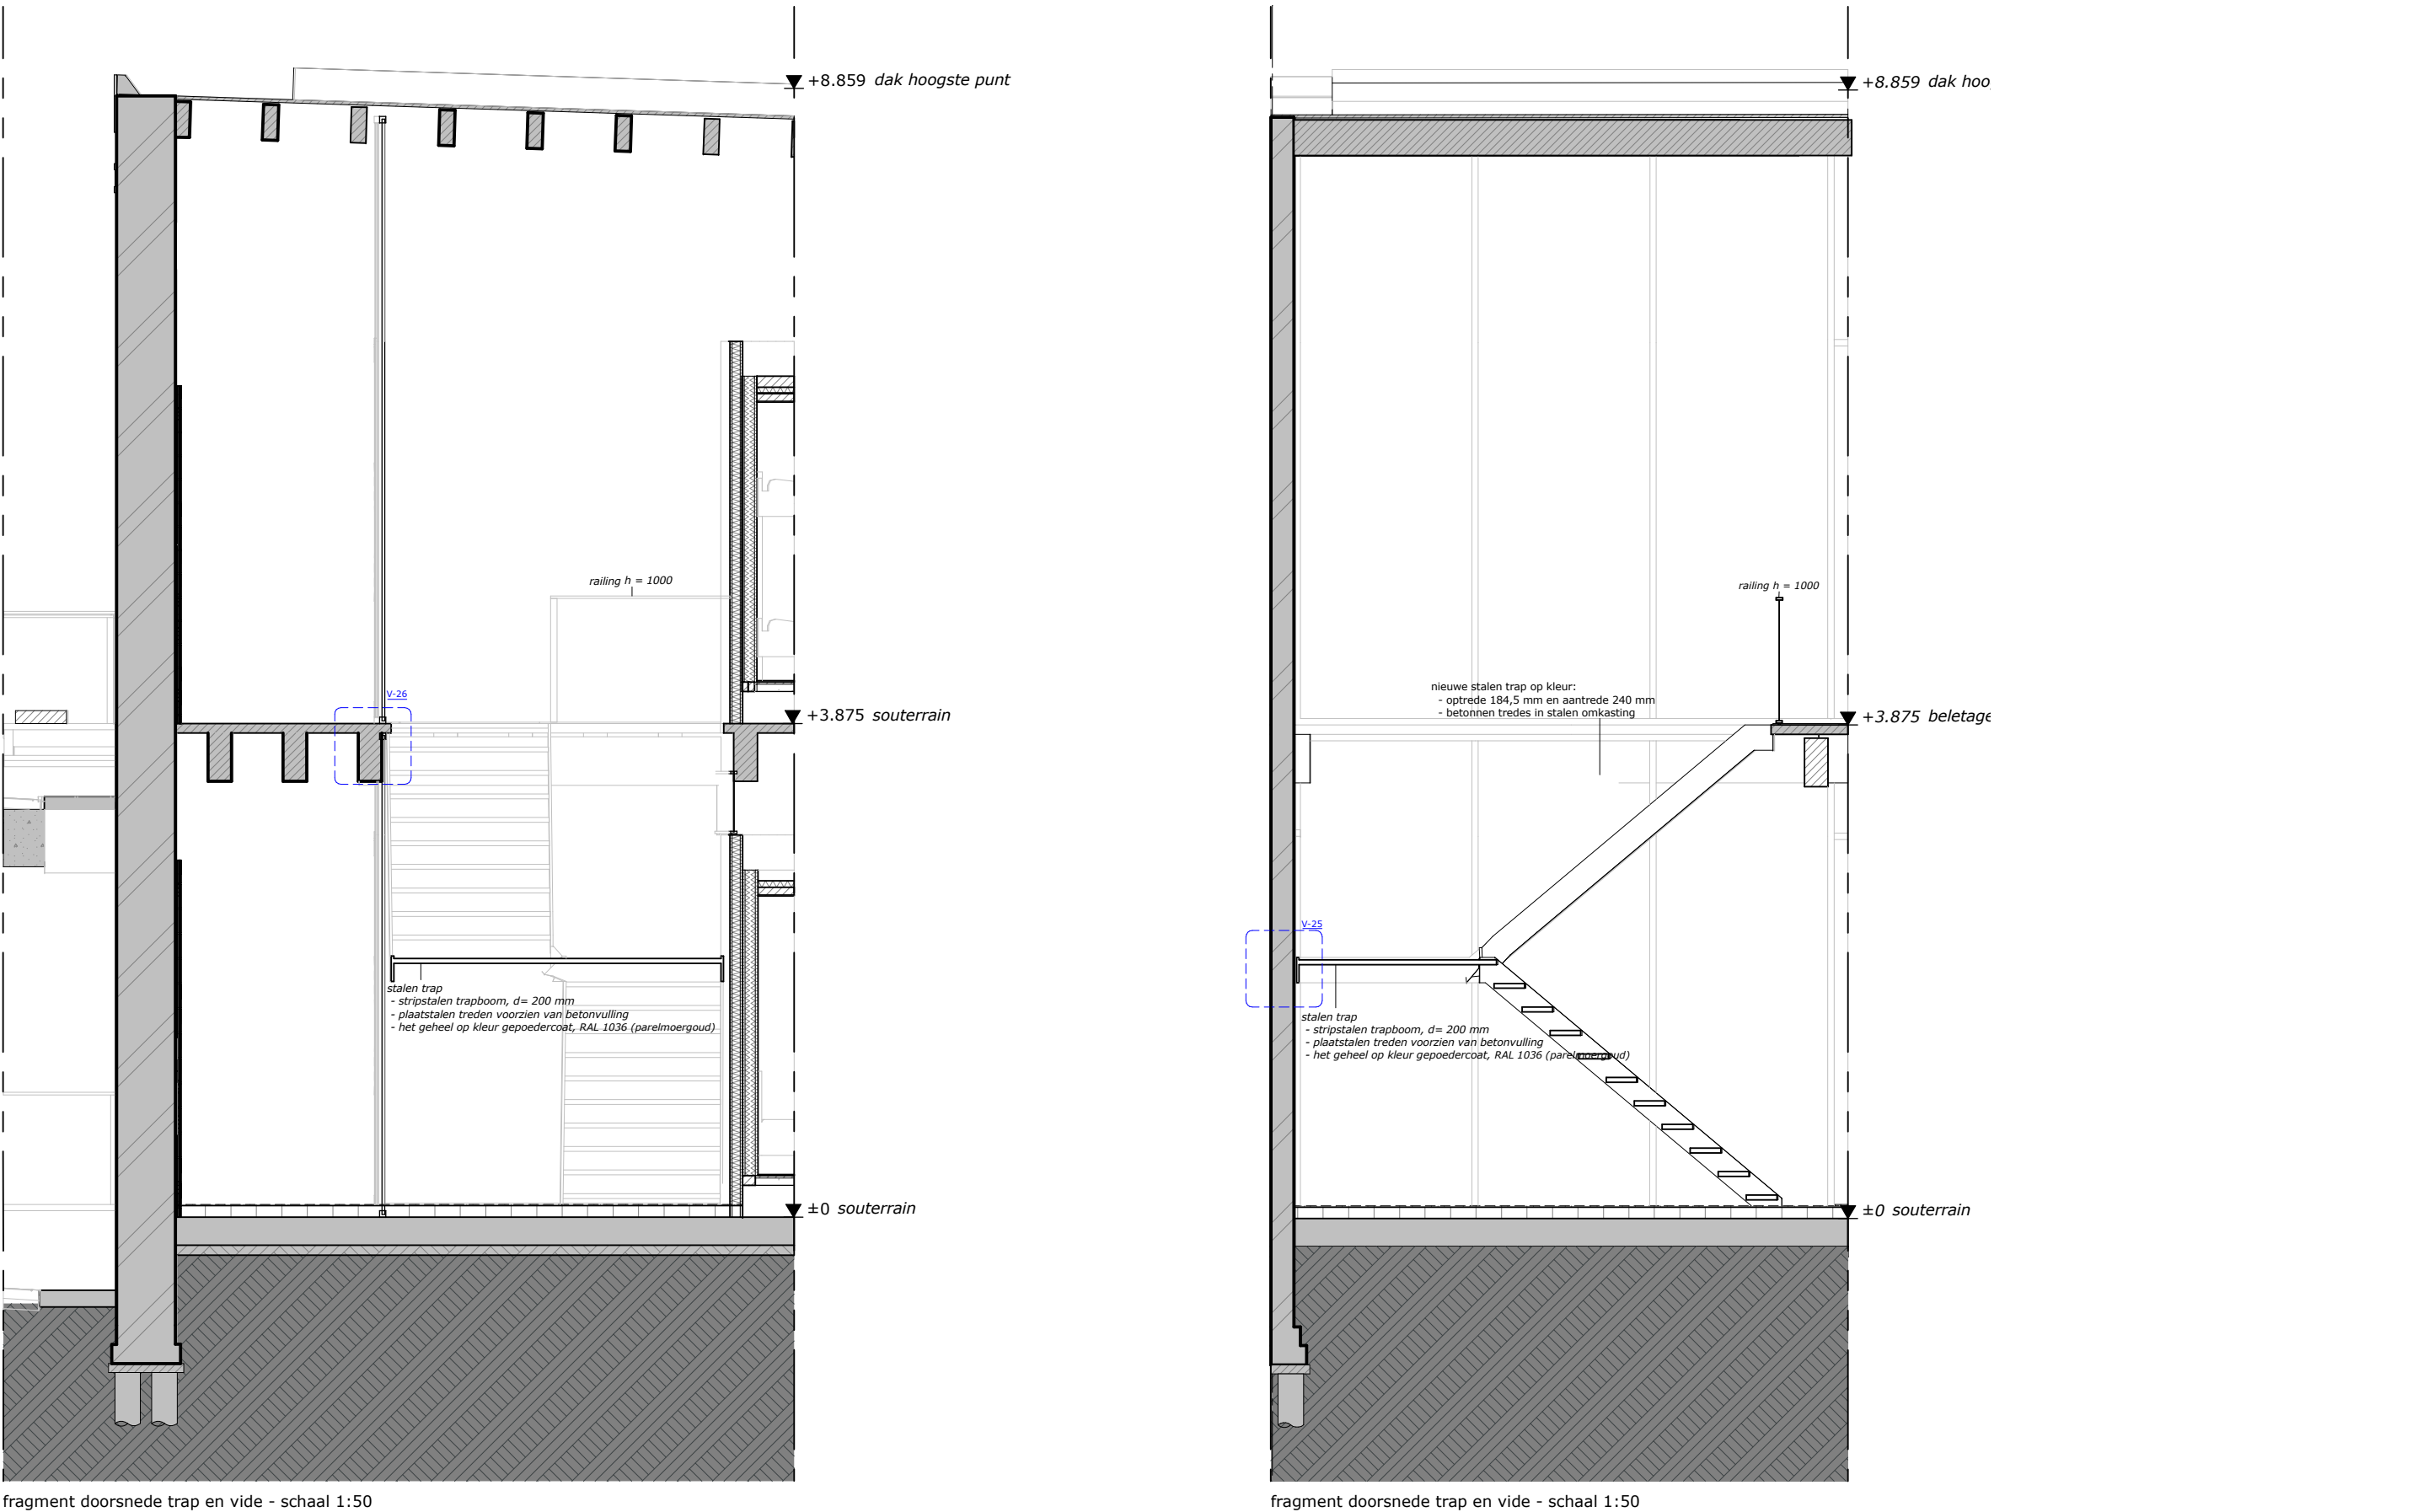 +8.859 dak hoogste punt
railing h = 1000
V-26
+3.875 souterrain
stalen trap
- stripstalen trapboom, d= 200 mm
- plaatstalen treden voorzien van betonvulling
- het geheel op kleur gepoedercoat, RAL 1036 (parelmoergoud)
±0 souterrain
fragment doorsnede trap en vide - schaal 1:50
+8.859 dak hoo
railing h = 1000
nieuwe stalen trap op kleur:
- optrede 184,5 mm en aantrede 240 mm
- betonnen tredes in stalen omkasting
+3.875 beletage
V-25
stalen trap
- stripstalen trapboom, d= 200 mm
- plaatstalen treden voorzien van betonvulling
- het geheel op kleur gepoedercoat, RAL 1036 (parelmoergoud)
±0 souterrain
fragment doorsnede trap en vide - schaal 1:50